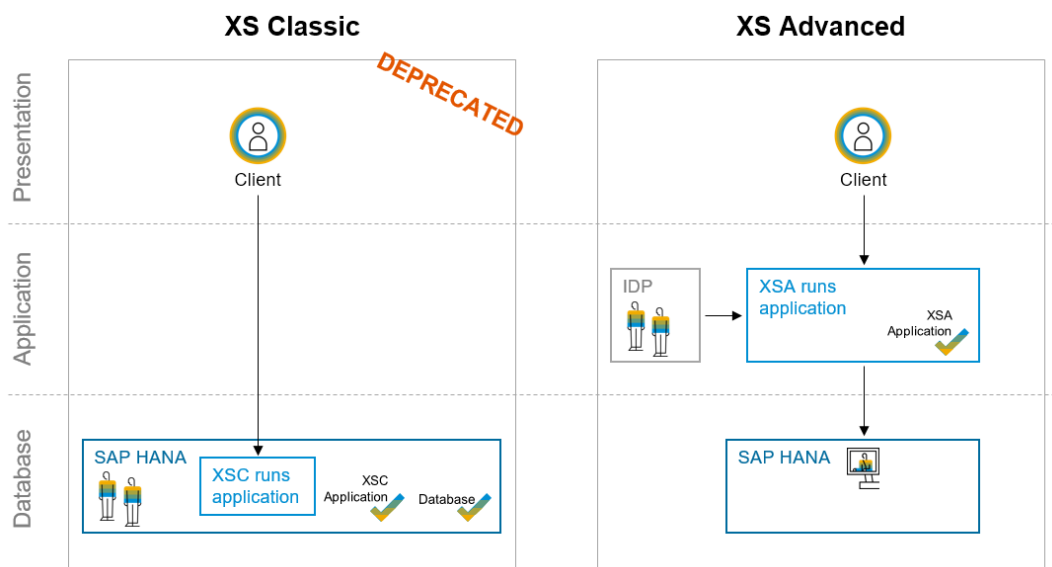 XS Classic
XS Advanced
DEPRECATED
Presentation
Client
Client
Application
IDP
XSA runs
application
XSA
Application
Database
SAP HANA
XSC runs
application
XSC
Application
Database
SAP HANA